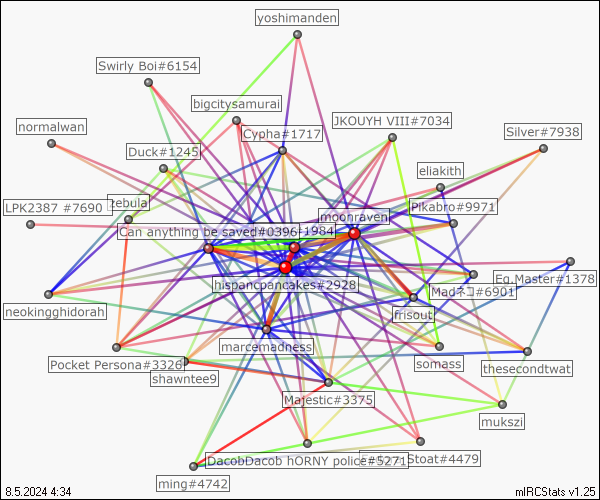 yoshimanden
Swirly Boi#6154
bigcitysamurai
JKOUYH VIII#7034
normalwan
Cypha#1717
Silver#7938
Duck#1245
eliakith
LPK2387 #7690
zebula
moonraven
Pikabro#9971
Can anything be saved#0396
#1984
hispancpancakes#2928
Eg.Master#1378
Madネコ#6901
neokingghidorah
frisout
marcemadness
Pocket Persona#3326
shawntee9
somass
thesecondtwat
Majestic#3375
mukszi
DacobDacob hORNY police#5271
Stoat#4479
ming#4742
8.5.2024 4:34
mIRCStats v1.25